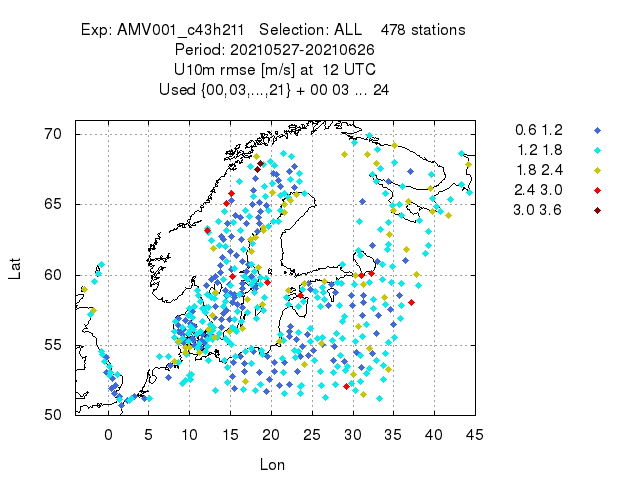 Exp: AMV001_c43h211 Selection: ALL 478 stations
Period: 20210527-20210626
U10m rmse [m/s] at 12 UTC
Used {00,03,...,21} + 00 03 ... 24
70
65
60
55
50
Lat
0 5 10 15 20 25 30 35 40 45
Lon
0.6 1.2
1.2 1.8
1.8 2.4
2.4 3.0
3.0 3.6